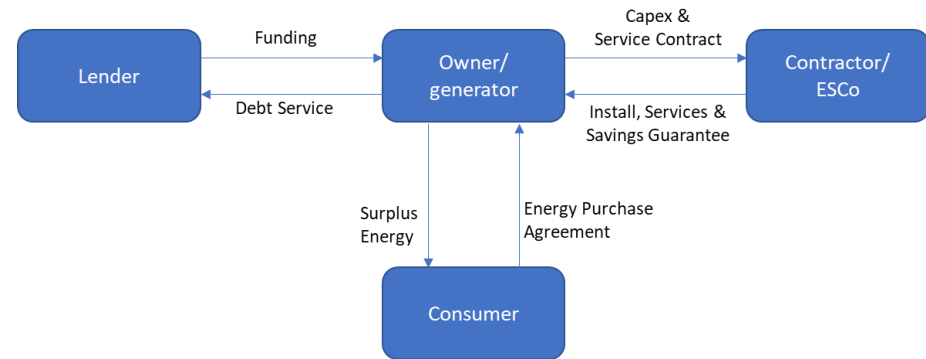 Funding
Capex &
Service Contract
Lender
Owner/
generator
Contractor/
ESCo
Debt Service
Install, Services &
Savings Guarantee
Surplus
Energy
Energy Purchase
Agreement
Consumer